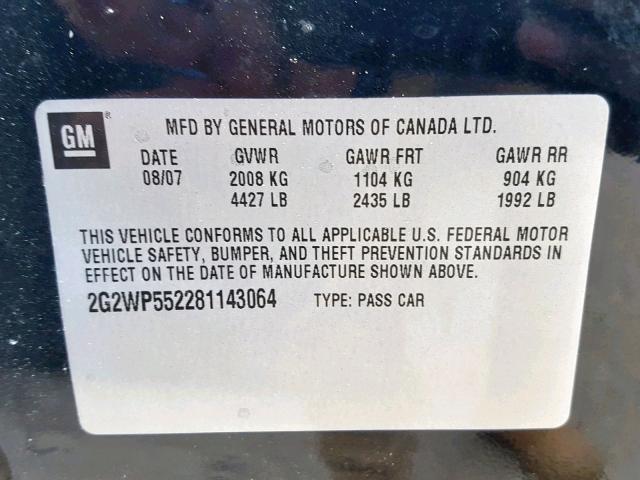 GM
MFD BY GENERAL MOTORS OF CANADA LTD.
DATE GVWR GAWR FRT GAWR RR
08/07 2008 KG 1104 KG 904 KG
4427 LB 2435 LB 1992 LB
THIS VEHICLE CONFORMS TO ALL APPLICABLE U.S. FEDERAL MOTOR
VEHICLE SAFETY, BUMPER, AND THEFT PREVENTION STANDARDS IN
EFFECT ON THE DATE OF MANUFACTURE SHOWN ABOVE.
2G2WP552281143064 TYPE: PASS CAR